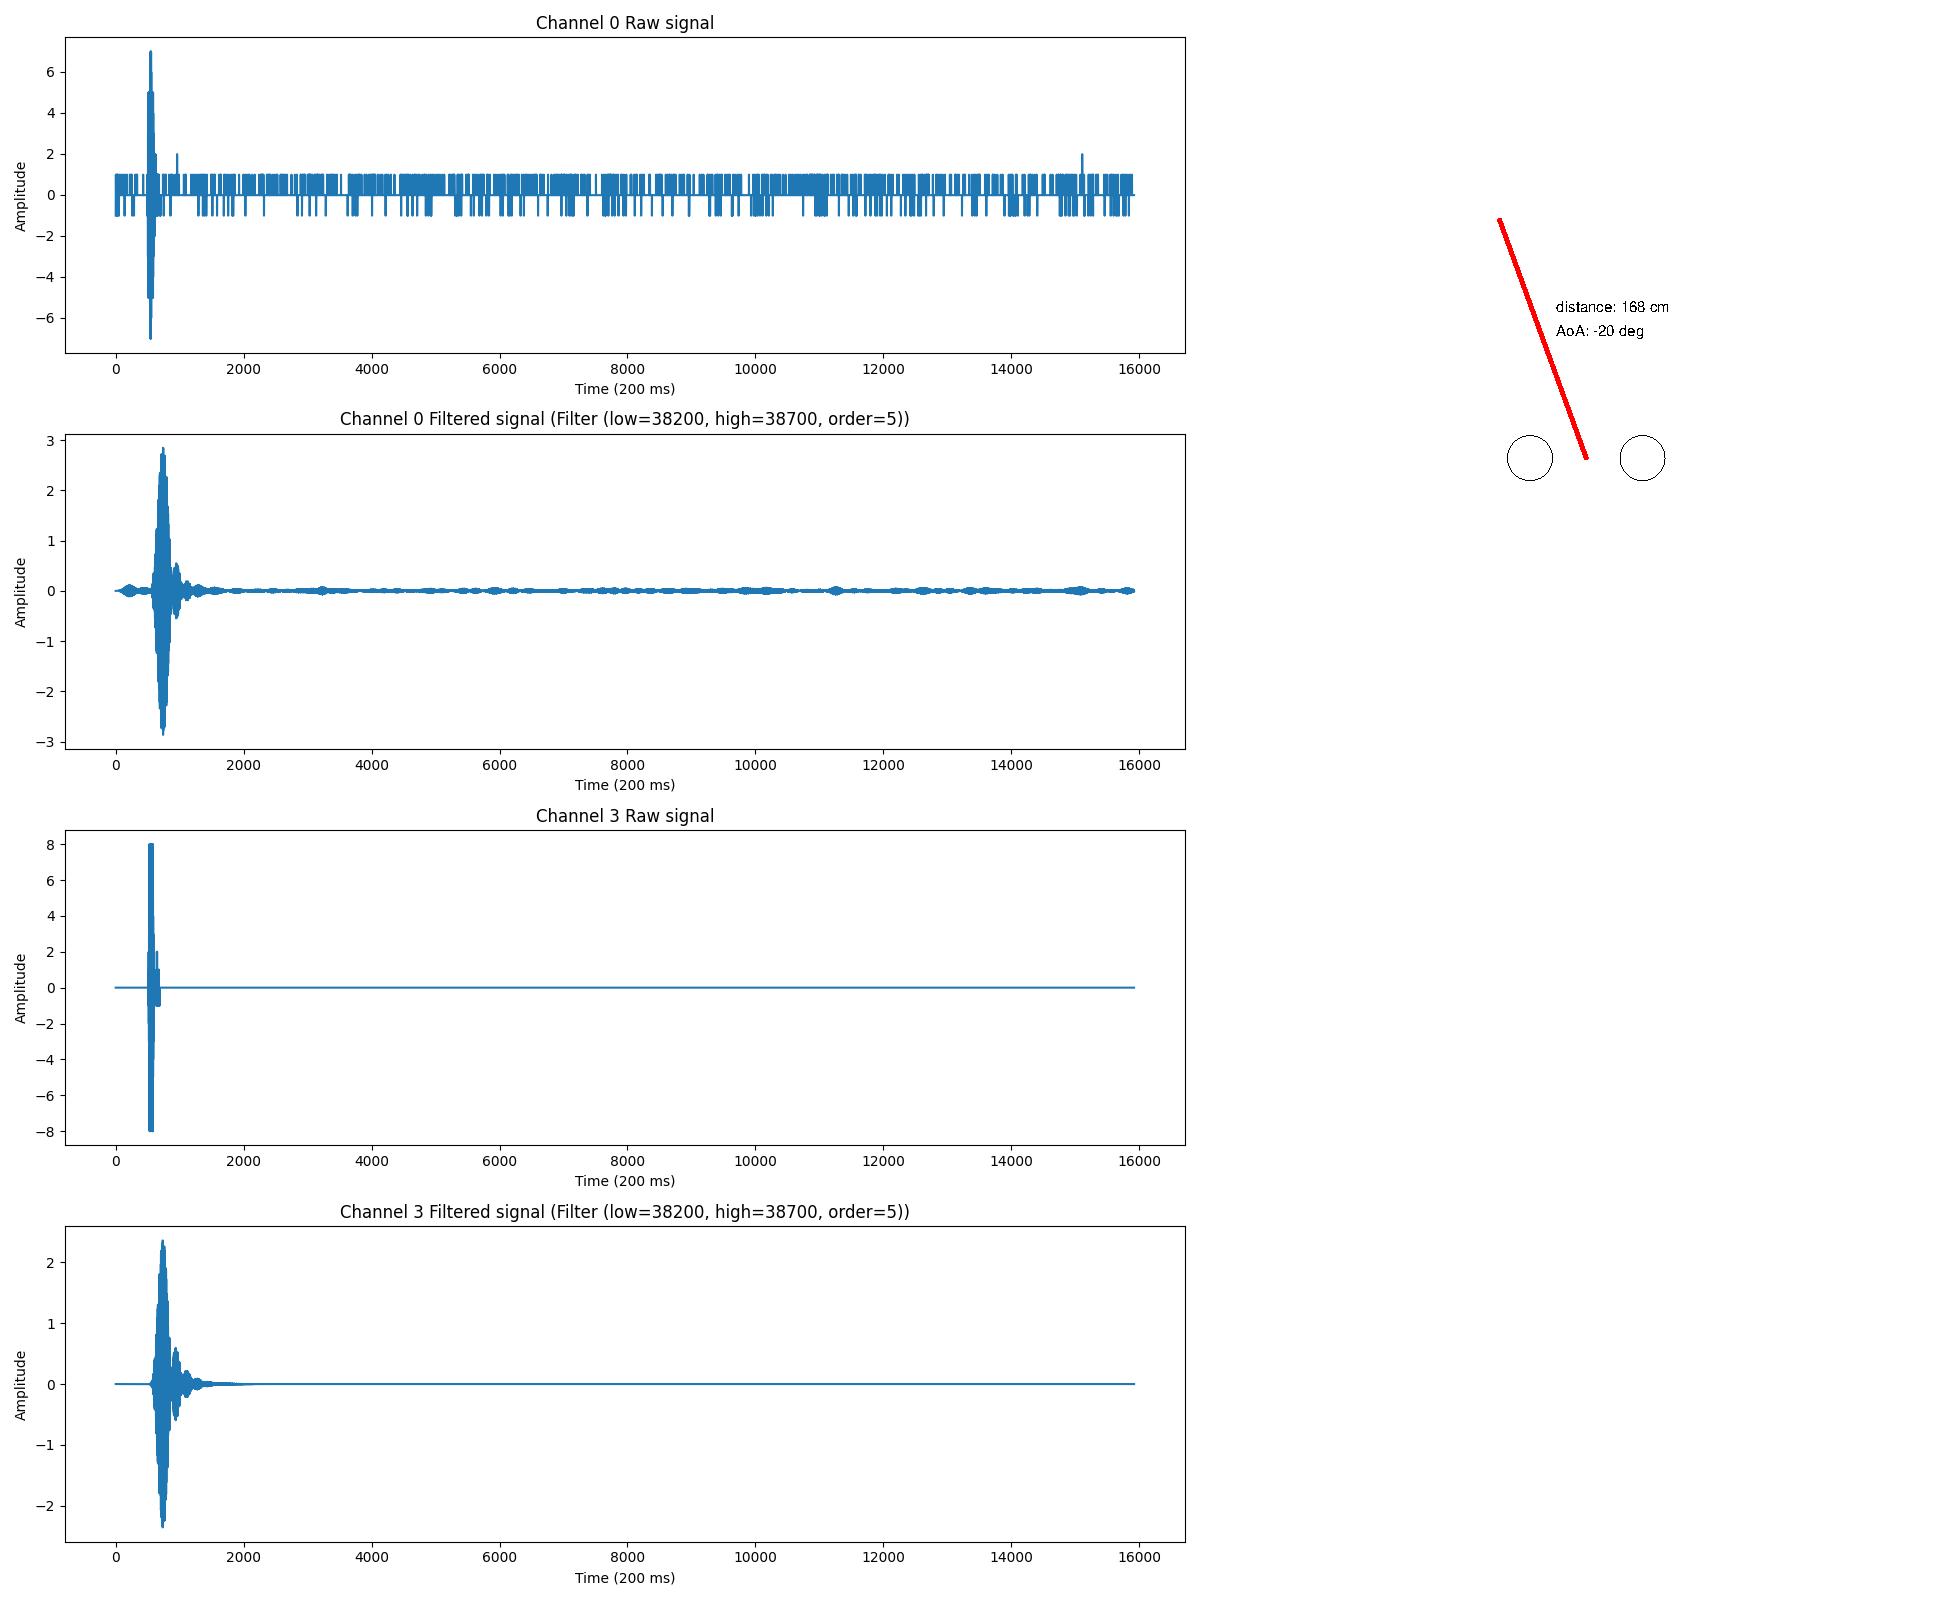 Channel 0 Raw signal
6
4
2
0
−2
−4
−6
Amplitude
0 2000 4000 6000 8000 10000 12000 14000 16000
Time (200 ms)
Channel 0 Filtered signal (Filter (low=38200, high=38700, order=5))
3
2
1
0
−1
−2
−3
Amplitude
0 2000 4000 6000 8000 10000 12000 14000 16000
Time (200 ms)
Channel 3 Raw signal
8
6
4
2
0
−2
−4
−6
−8
Amplitude
0 2000 4000 6000 8000 10000 12000 14000 16000
Time (200 ms)
Channel 3 Filtered signal (Filter (low=38200, high=38700, order=5))
2
1
0
−1
−2
Amplitude
0 2000 4000 6000 8000 10000 12000 14000 16000
Time (200 ms)
distance: 168 cm
AoA: -20 deg